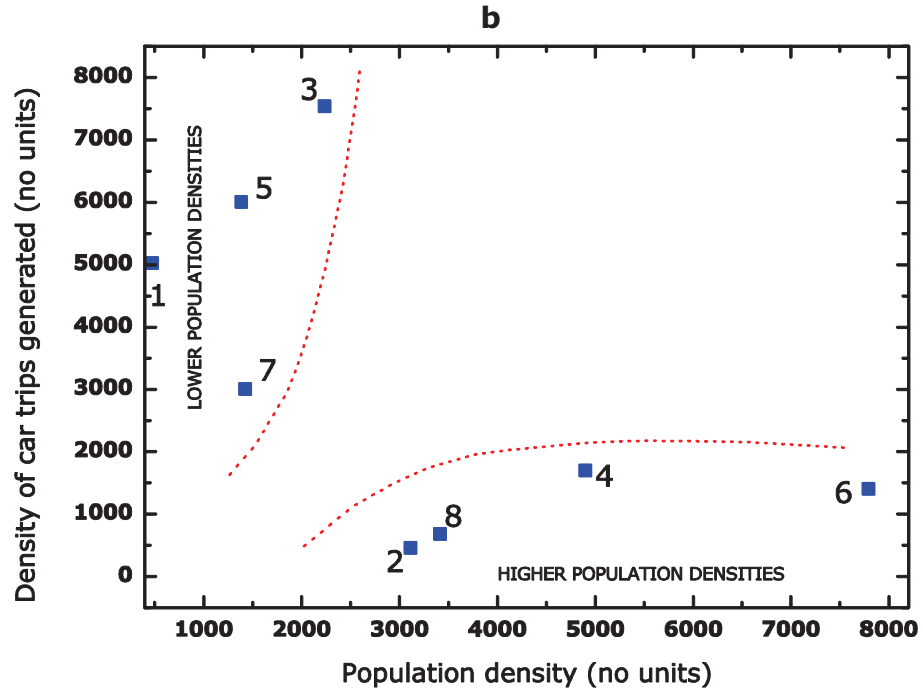 b
Density of car trips generated (no units)
8000
7000
6000
5000
4000
3000
2000
1000
0
3
5
1
7
LOWER POPULATION DENSITIES
2
8
4
6
HIGHER POPULATION DENSITIES
1000 2000 3000 4000 5000 6000 7000 8000
Population density (no units)